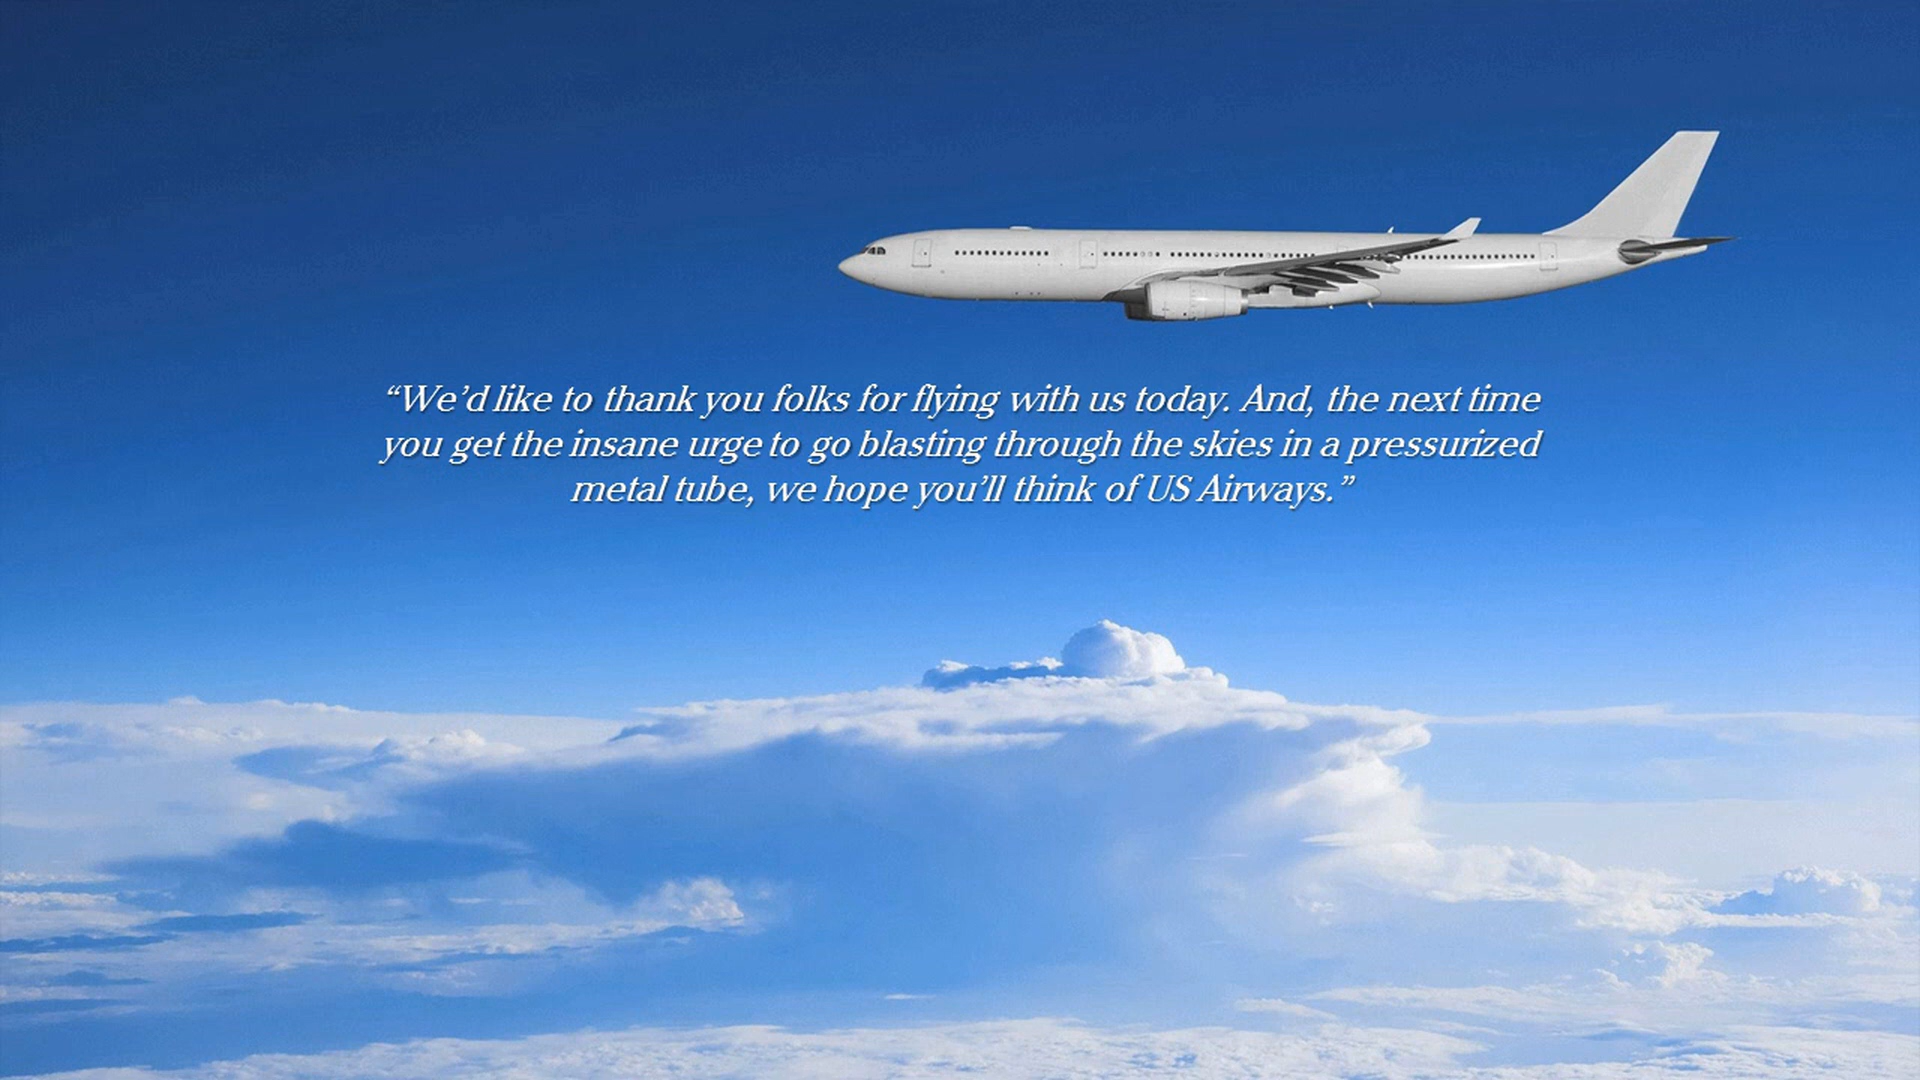 “We’d like to thank you folks for flying with us today. And, the next time
you get the insane urge to go blasting through the skies in a pressurized
metal tube, we hope you’ll think of US Airways.”